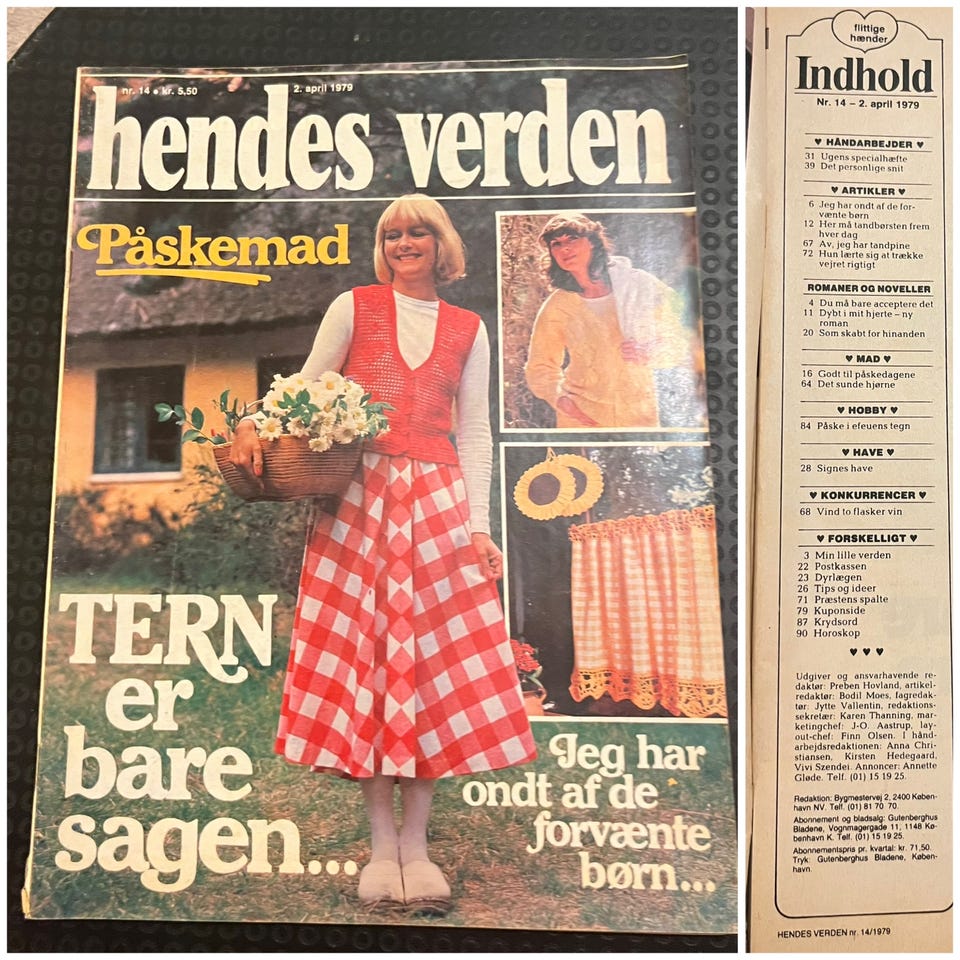 nr. 14 • kr. 5,50
2. april 1979
hendes verden
Påskemad
TERN
er
bare
sagen...
Jeg har
ondt af de
forvænte
børn...
flittige
hænder
Indhold
Nr. 14 – 2. april 1979
♥ HÅNDARBEJDER ♥
31 Ugens specialhæfte
39 Det personlige snit
♥ ARTIKLER ♥
6 Jeg har ondt af de for-
vænte børn
12 Her må tandbørsten frem
hver dag
67 Av, jeg har tandpine
72 Hun lærte sig at trække
vejret rigtigt
ROMANER OG NOVELLER
4 Du må bare acceptere det
11 Dybt i mit hjerte – ny
roman
20 Som skabt for hinanden
♥ MAD ♥
16 Godt til påskedagene
64 Det sunde hjørne
♥ HOBBY ♥
84 Påske i efeuens tegn
♥ HAVE ♥
28 Signes have
♥ KONKURRENCER ♥
68 Vind to flasker vin
♥ FORSKELLIGT ♥
3 Min lille verden
22 Postkassen
23 Dyrlægen
26 Tips og ideer
71 Præstens spalte
79 Kuponside
87 Krydsord
90 Horoskop
♥ ♥ ♥
Udgiver og ansvarhavende re-
daktør: Preben Hovland, artikel-
redaktør: Bodil Moes, fagredak-
tør: Jytte Vallentin, redaktions-
sekretær: Karen Thanning, mar-
ketingchef: J-O. Aastrup, lay-
out-chef: Finn Olsen. I hånd-
arbejdsredaktionen: Anna Chri-
stiansen, Kirsten Hedegaard,
Vivi Szendei. Annoncer: Annette
Gløde. Telf. (01) 15 19 25.
Redaktion: Bygmestervej 2, 2400 Køben-
havn NV. Telf. (01) 81 70 70.
Abonnement og bladsalg: Gutenberghus
Bladene, Vognmagergade 11, 1148 Kø-
benhavn K. Telf. (01) 15 19 25.
Abonnementspris pr. kvartal: kr. 71,50.
Tryk: Gutenberghus Bladene, Køben-
havn.
HENDES VERDEN nr. 14/1979